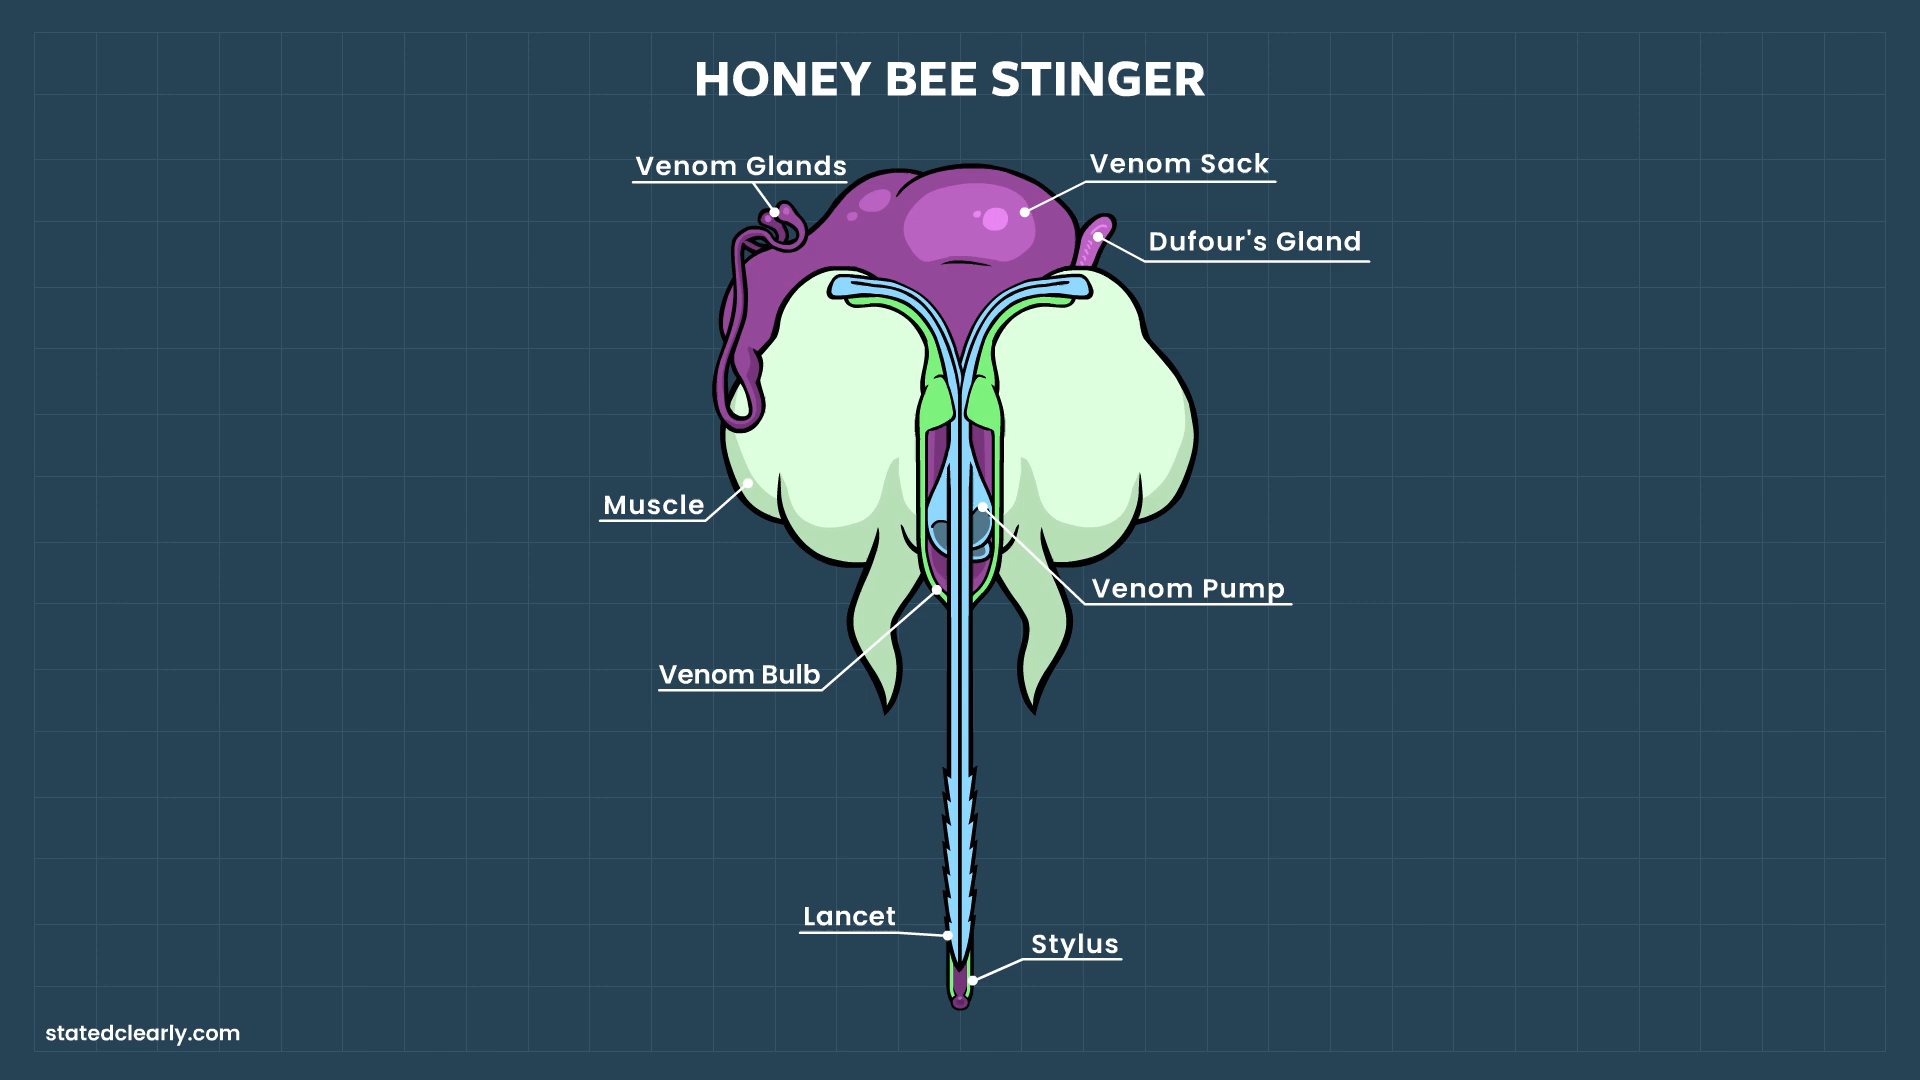 HONEY BEE STINGER
Venom Glands
Venom Sack
Dufour's Gland
Muscle
Venom Pump
Venom Bulb
Lancet
Stylus
statedclearly.com